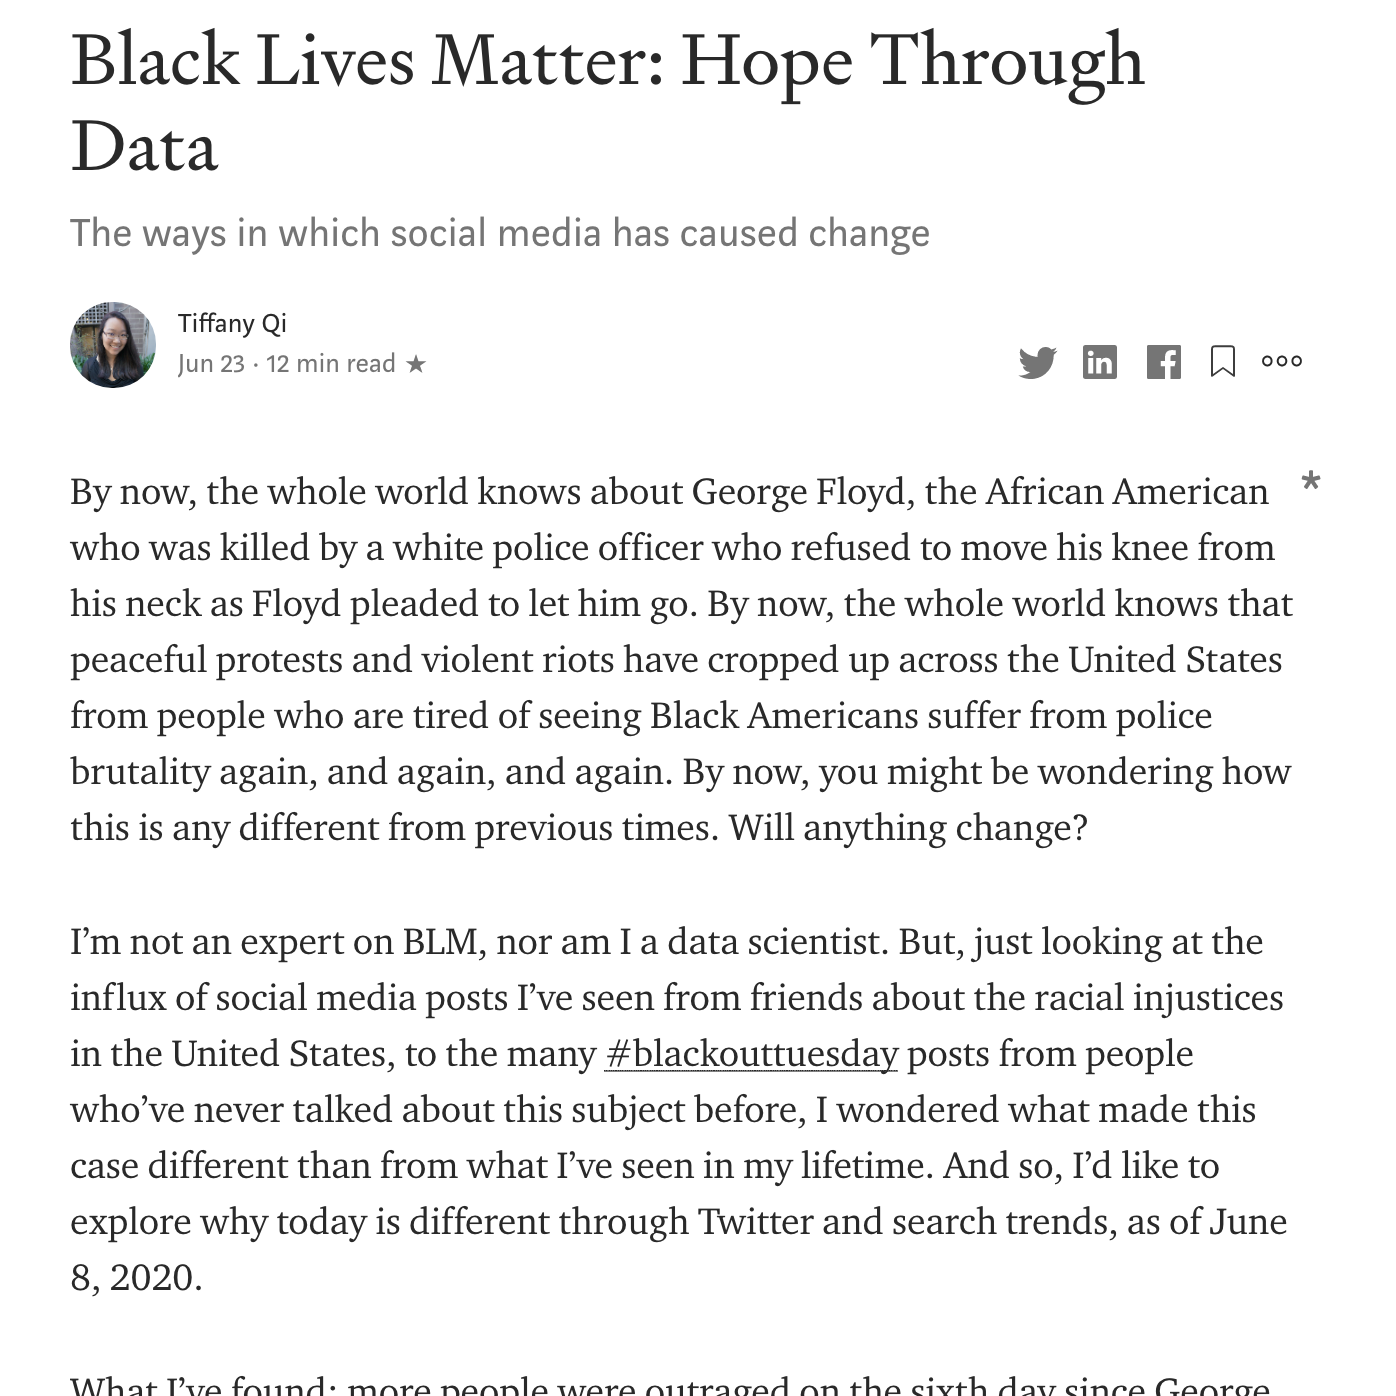 Black Lives Matter: Hope Through
Data
The ways in which social media has caused change
Tiffany Qi
Jun 23 · 12 min read ★
in f
By now, the whole world knows about George Floyd, the African American *
who was killed by a white police officer who refused to move his knee from
his neck as Floyd pleaded to let him go. By now, the whole world knows that
peaceful protests and violent riots have cropped up across the United States
from people who are tired of seeing Black Americans suffer from police
brutality again, and again, and again. By now, you might be wondering how
this is any different from previous times. Will anything change?
I’m not an expert on BLM, nor am I a data scientist. But, just looking at the
influx of social media posts I’ve seen from friends about the racial injustices
in the United States, to the many #blackouttuesday posts from people
who’ve never talked about this subject before, I wondered what made this
case different than from what I’ve seen in my lifetime. And so, I’d like to
explore why today is different through Twitter and search trends, as of June
8, 2020.
What I’ve found: more people were outraged on the sixth day since George